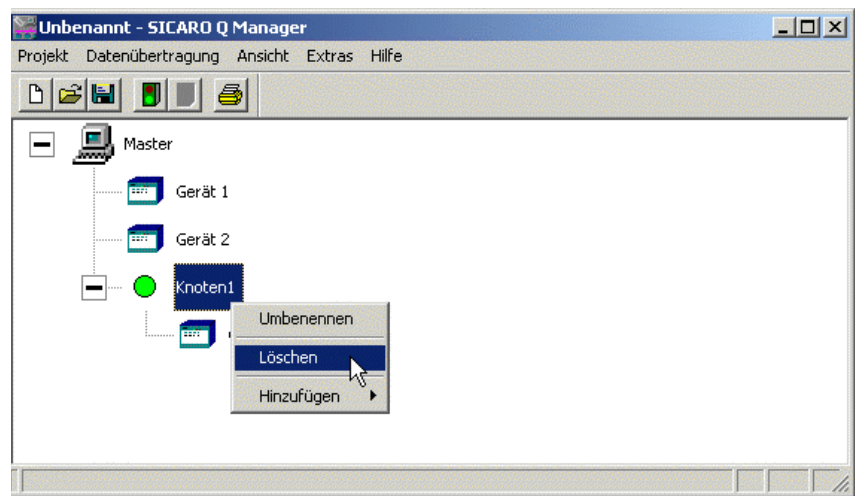 Unbenannt - SICARO Q Manager
Projekt Datenübertragung Ansicht Extras Hilfe
Master
Gerät 1
Gerät 2
Knoten1
Umbenennen
Löschen
Hinzufügen